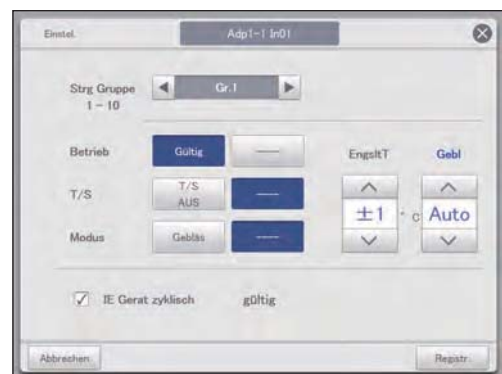 Einstel.
Adp1-1 In01
Strg Gruppe
1 - 10
Gr.1
Betrieb
Gültig
----
EngsltT
Gebl
T/S
T/S
AUS
----
±1 °C
Auto
Modus
Gebläs
----
IE Gerat zyklisch
gültig
Abbrechen
Registr.